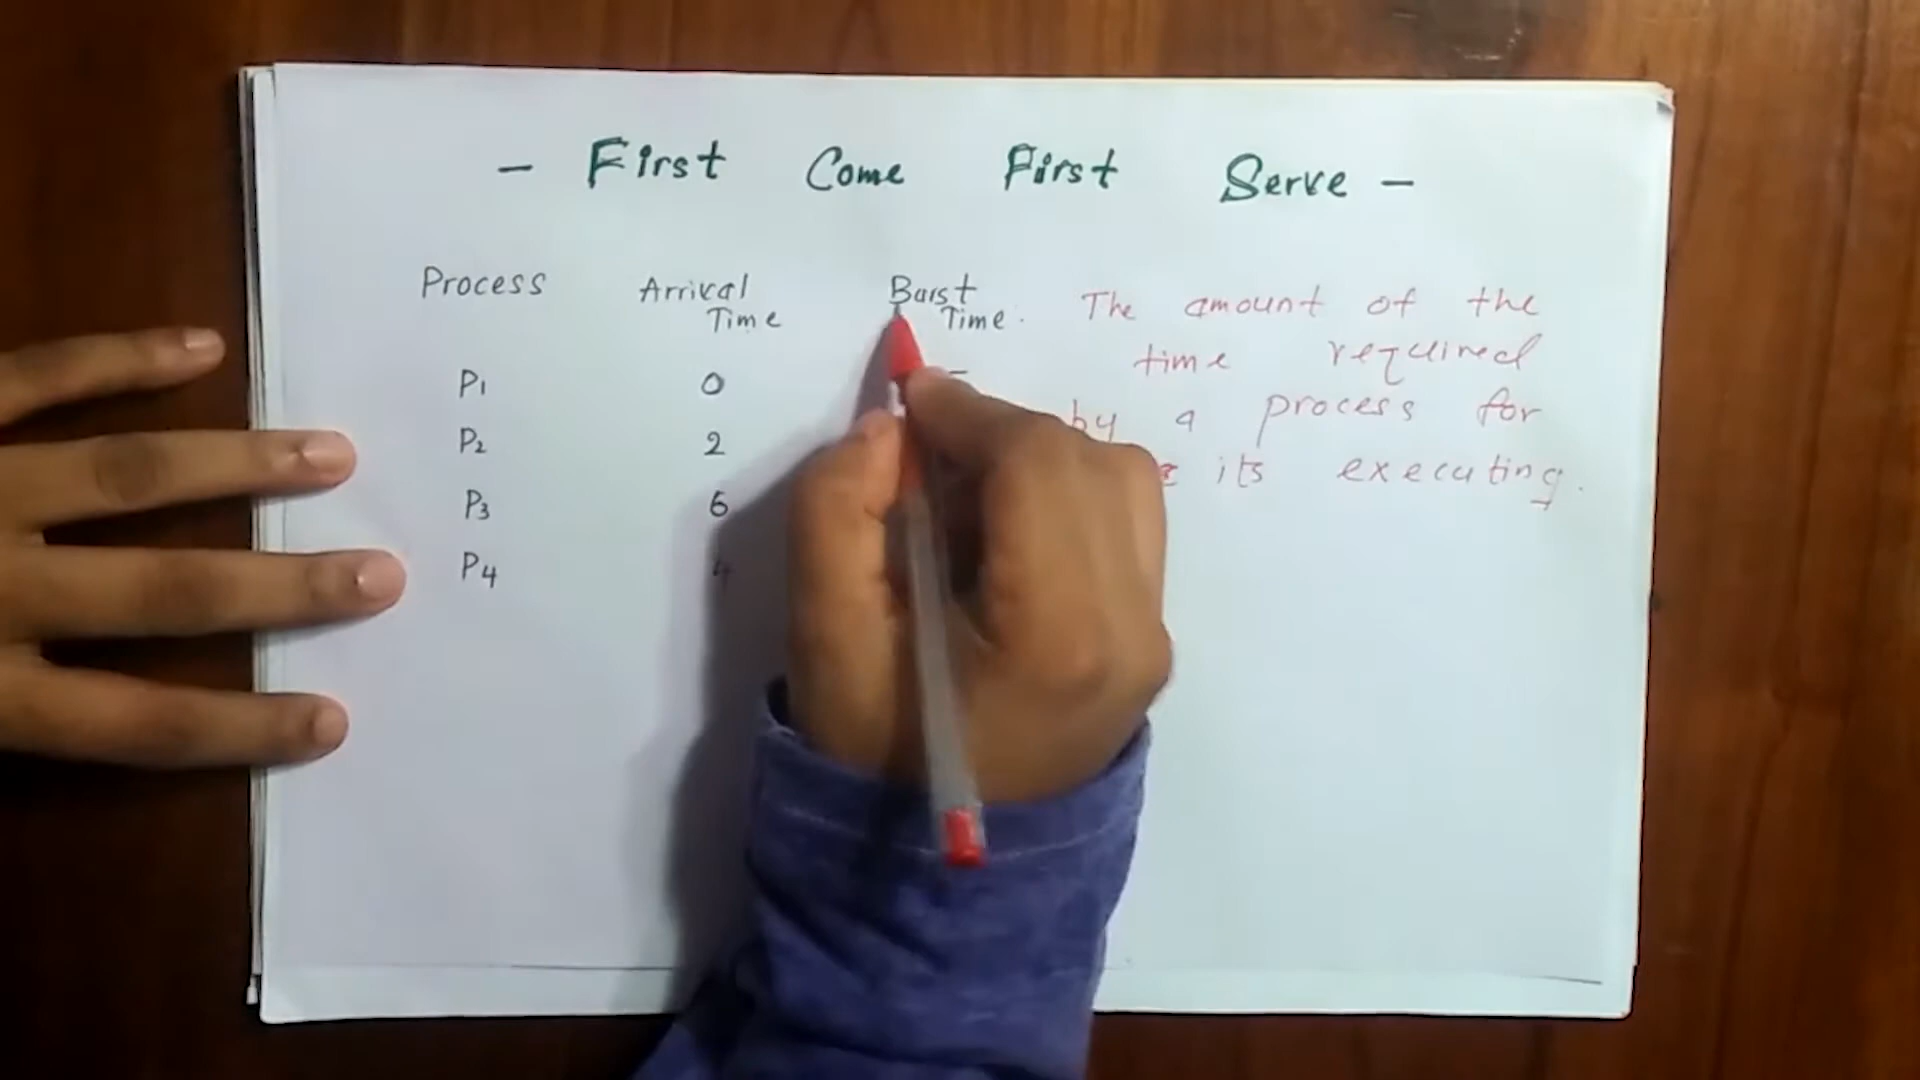 - First Come First Serve -
Process Arrival Time Burst Time. The amount of the
time required
P1 0 by a process for
P2 2 its executing.
P3 6
P4 4